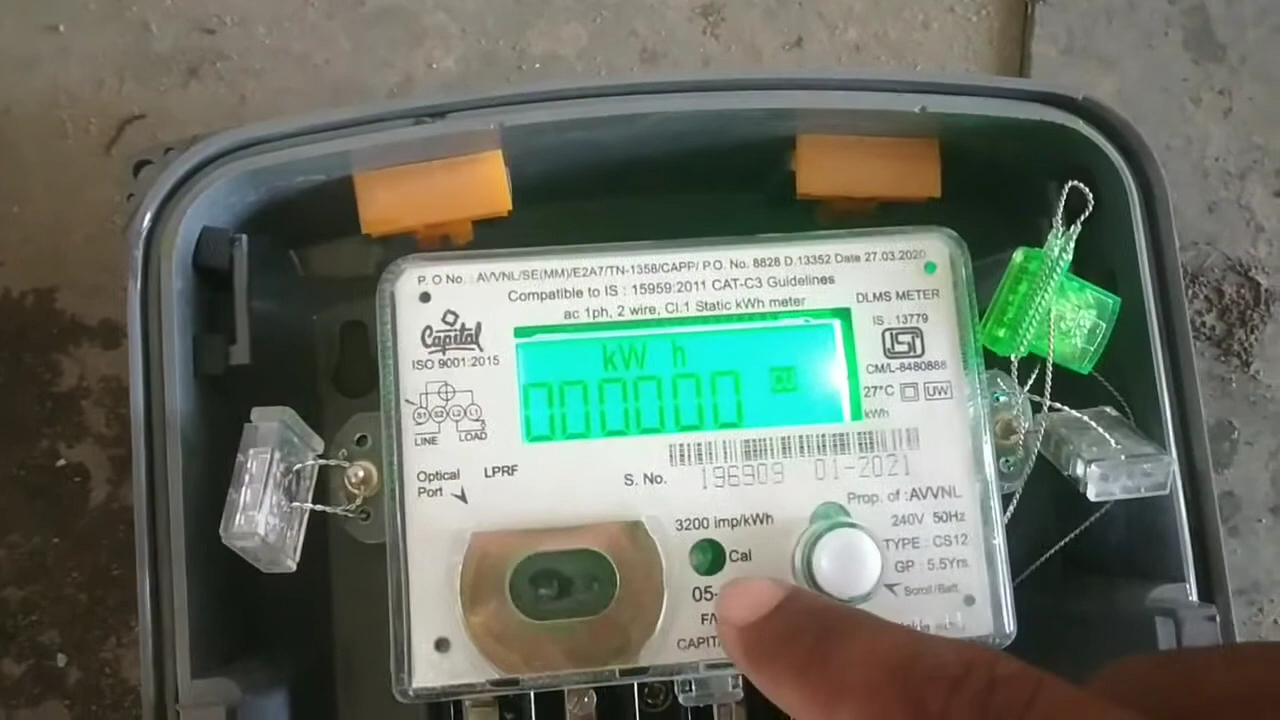 P. O No. : AVVNL/SE(MM)/E2A7/TN-1358/CAPP/ P.O. No. 8828 D.13352 Date 27.03.2020
Compatible to IS : 15959:2011 CAT-C3 Guidelines
ac 1ph, 2 wire, Cl.1 Static kWh meter
DLMS METER
Capital
ISO 9001:2015
IS : 13779
ISI
CM/L-8480888
27°C UW
kWh
kW h
000000 CU
S1 S2 L2 L1
LINE LOAD
Optical
Port
LPRF
S. No. 196909 01-2021
Prop. of :AVVNL
3200 imp/kWh
240V 50Hz
Cal
TYPE : CS12
GP : 5.5Yrs
Scroll/Batt.
05-